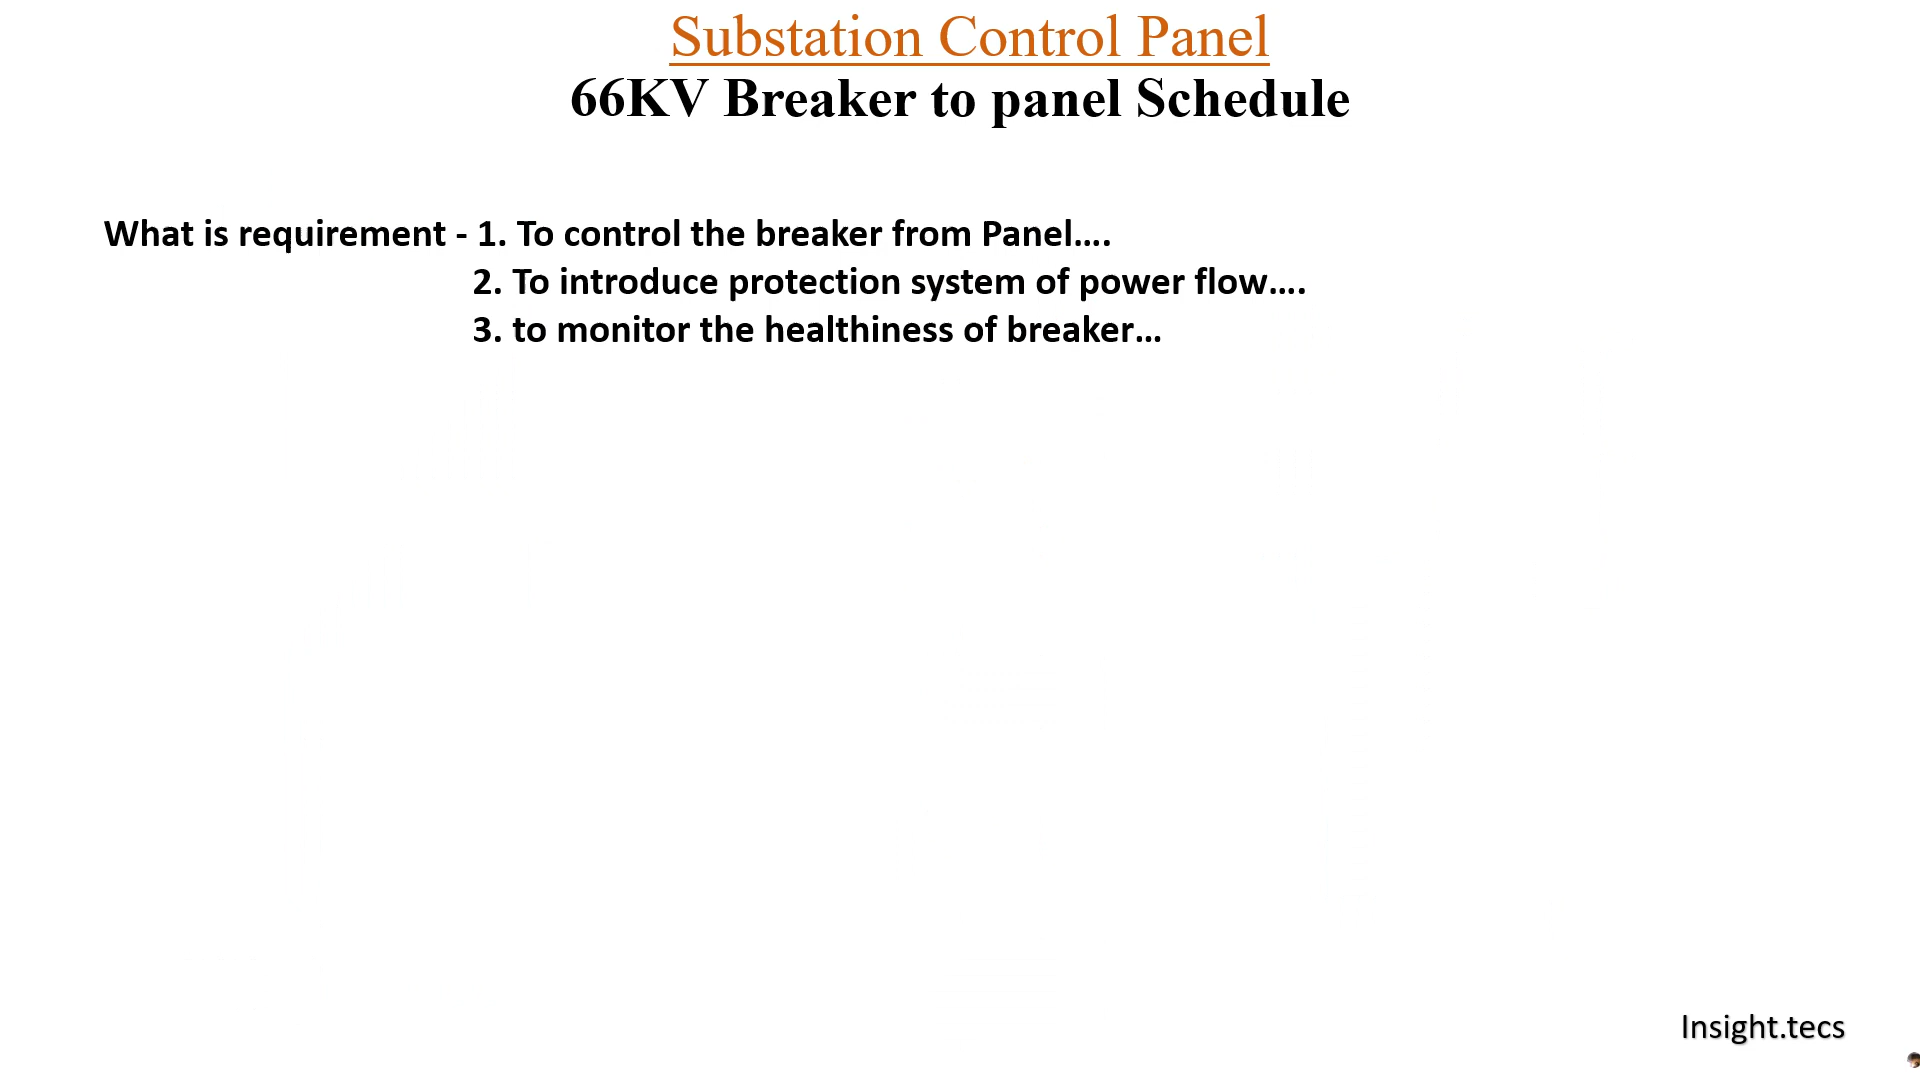 Substation Control Panel
66KV Breaker to panel Schedule
What is requirement - 1. To control the breaker from Panel....
2. To introduce protection system of power flow....
3. to monitor the healthiness of breaker...
Insight.tecs